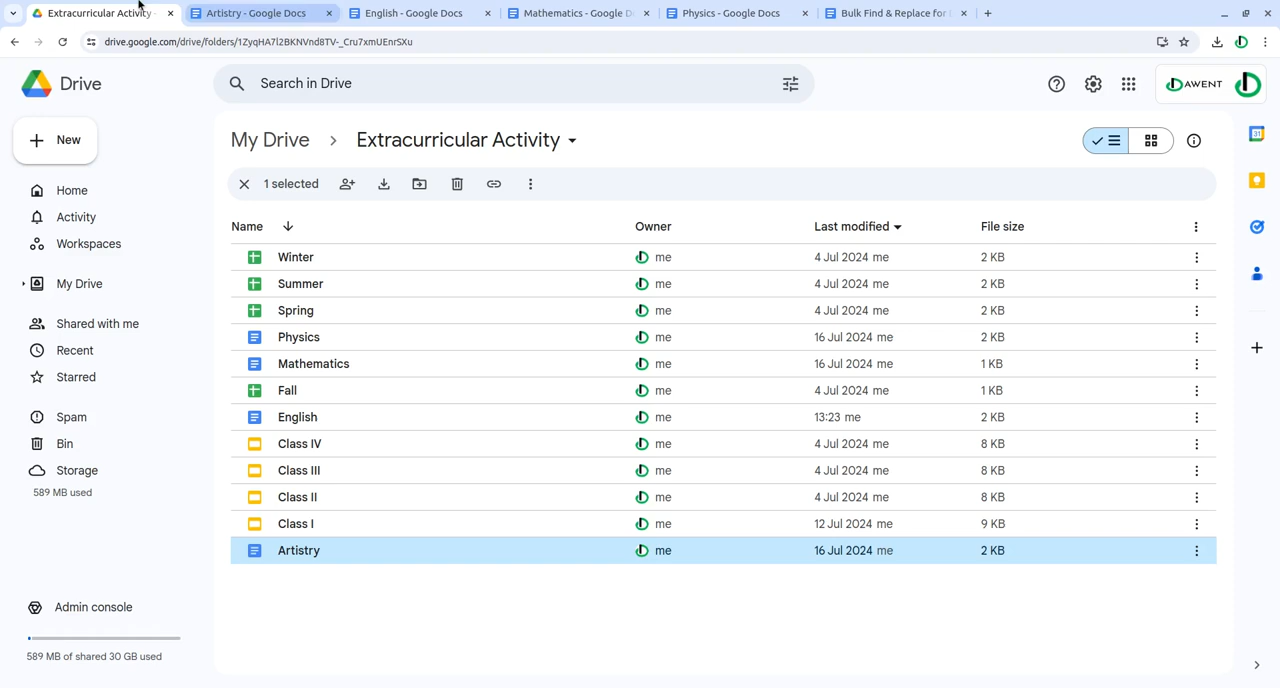 Extracurricular Activity -
Artistry - Google Docs
English - Google Docs
Mathematics - Google D
Physics - Google Docs
Bulk Find & Replace for
drive.google.com/drive/folders/1ZyqHA7l2BKNVnd8TV-_Cru7xmUEnrSXu
Drive
Search in Drive
DAWENT
New
My Drive
Extracurricular Activity
1 selected
Home
Activity
Workspaces
My Drive
Shared with me
Recent
Starred
Spam
Bin
Storage
589 MB used
Admin console
589 MB of shared 30 GB used
Name Owner Last modified File size
Winter me 4 Jul 2024 me 2 KB
Summer me 4 Jul 2024 me 2 KB
Spring me 4 Jul 2024 me 2 KB
Physics me 16 Jul 2024 me 2 KB
Mathematics me 16 Jul 2024 me 1 KB
Fall me 4 Jul 2024 me 1 KB
English me 13:23 me 2 KB
Class IV me 4 Jul 2024 me 8 KB
Class III me 4 Jul 2024 me 8 KB
Class II me 4 Jul 2024 me 8 KB
Class I me 12 Jul 2024 me 9 KB
Artistry me 16 Jul 2024 me 2 KB
31